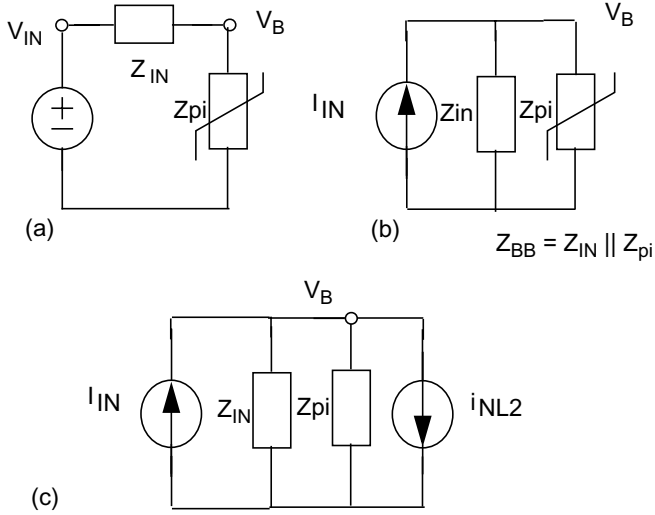 V_IN
Z_IN
V_B
Zpi
+
−
(a)
V_B
I_IN
Zin
Zpi
(b)
Z_BB = Z_IN || Z_pi
V_B
I_IN
Z_IN
Zpi
i_NL2
(c)